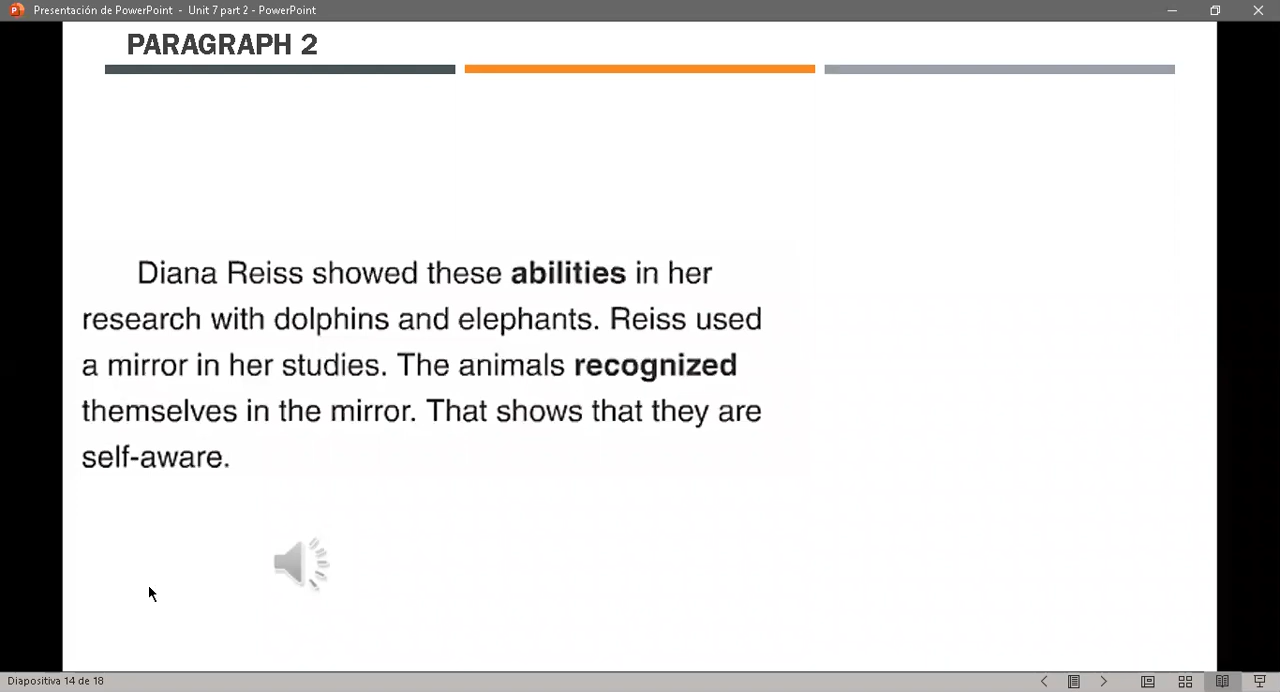 Presentación de PowerPoint - Unit 7 part 2 - PowerPoint
PARAGRAPH 2
Diana Reiss showed these abilities in her
research with dolphins and elephants. Reiss used
a mirror in her studies. The animals recognized
themselves in the mirror. That shows that they are
self-aware.
Diapositiva 14 de 18